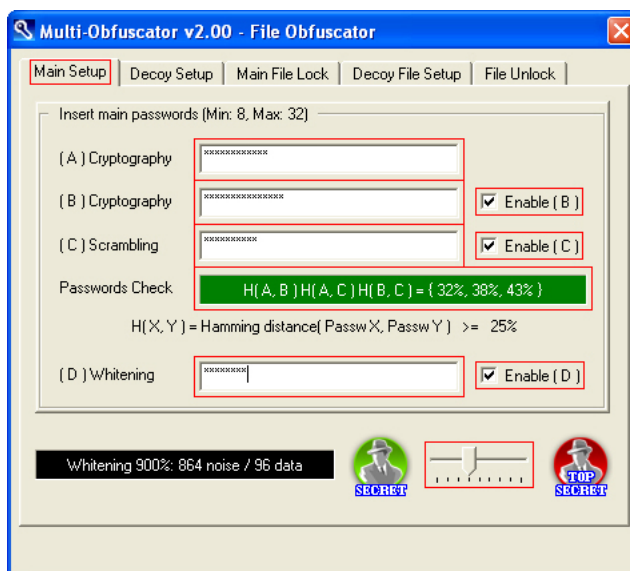 Multi-Obfuscator v2.00 - File Obfuscator
Main Setup Decoy Setup Main File Lock Decoy File Setup File Unlock
Insert main passwords (Min: 8, Max: 32)
(A) Cryptography ************
(B) Cryptography *************** Enable (B)
(C) Scrambling ********** Enable (C)
Passwords Check H(A, B) H(A, C) H(B, C) = { 32%, 38%, 43% }
H(X, Y) = Hamming distance( Passw X, Passw Y ) >= 25%
(D) Whitening ******** Enable (D)
Whitening 900%: 864 noise / 96 data
SECRET
TOP
SECRET